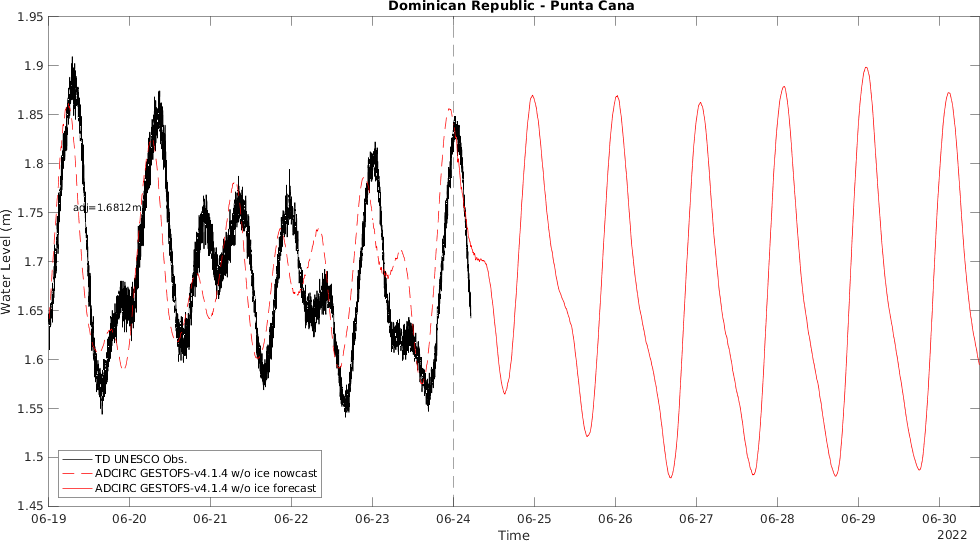 Dominican Republic - Punta Cana
1.95
1.9
1.85
1.8
1.75
1.7
1.65
1.6
1.55
1.5
1.45
Water Level (m)
adj=1.6812m
TD UNESCO Obs.
ADCIRC GESTOFS-v4.1.4 w/o ice nowcast
ADCIRC GESTOFS-v4.1.4 w/o ice forecast
06-19 06-20 06-21 06-22 06-23 06-24 06-25 06-26 06-27 06-28 06-29 06-30
Time
2022